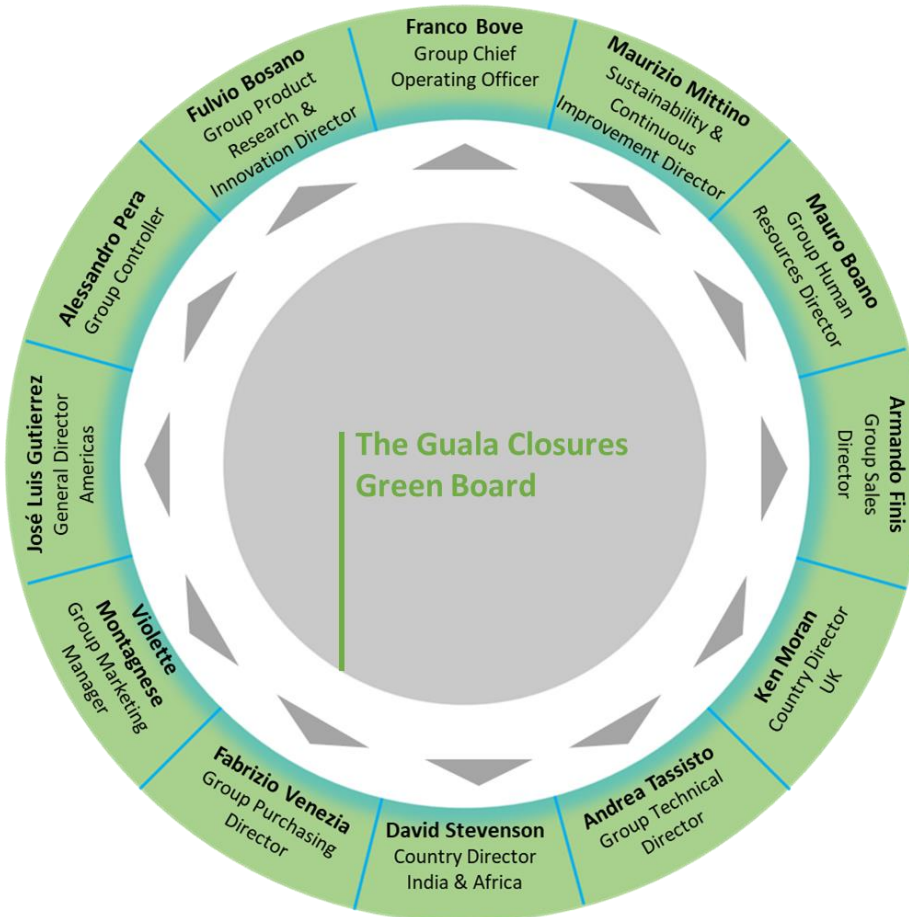 Franco Bove
Group Chief
Operating Officer
Maurizio Mittino
Sustainability &
Continuous
Improvement Director
Mauro Boano
Group Human
Resources Director
Armando Finis
Group Sales
Director
Ken Moran
Country Director
UK
Andrea Tassisto
Group Technical
Director
David Stevenson
Country Director
India & Africa
Fabrizio Venezia
Group Purchasing
Director
Violette
Montagnese
Group Marketing
Manager
José Luis Gutierrez
General Director
Americas
Alessandro Pera
Group Controller
Fulvio Bosano
Group Product
Research &
Innovation Director
The Guala Closures
Green Board